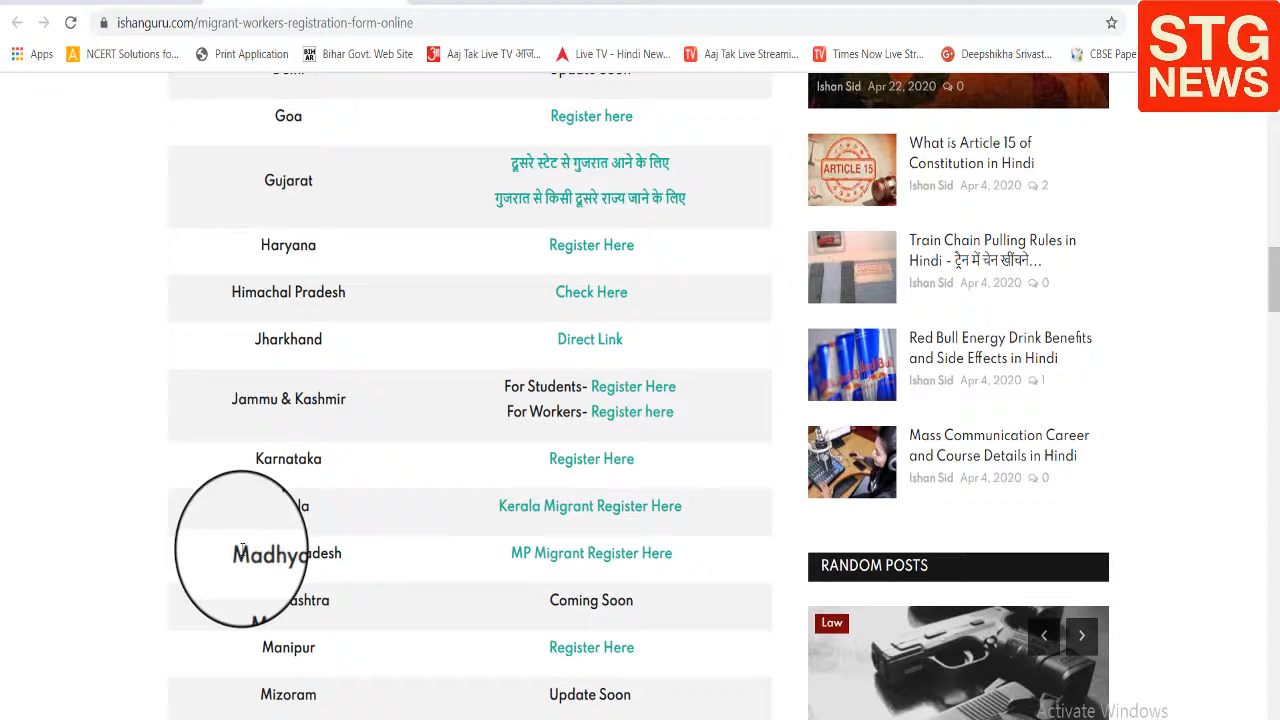 ishanguru.com/migrant-workers-registration-form-online
STG
NEWS
Apps
NCERT Solutions fo...
Print Application
Bihar Govt. Web Site
Aaj Tak Live TV आज...
Live TV - Hindi New...
Aaj Tak Live Streami...
Times Now Live Str...
Deepshikha Srivast...
CBSE Pape
Update Soon
Goa Register here
Gujarat
दूसरे स्टेट से गुजरात आने के लिए
गुजरात से किसी दूसरे राज्य जाने के लिए
Haryana Register Here
Himachal Pradesh Check Here
Jharkhand Direct Link
Jammu & Kashmir
For Students- Register Here
For Workers- Register here
Karnataka Register Here
Kerala Migrant Register Here
MP Migrant Register Here
Coming Soon
Manipur Register Here
Mizoram Update Soon
Ishan Sid Apr 22, 2020 0
ARTICLE 15
What is Article 15 of
Constitution in Hindi
Ishan Sid Apr 4, 2020 2
Train Chain Pulling Rules in
Hindi - ट्रैन में चेन खींचने...
Ishan Sid Apr 4, 2020 0
Red Bull Energy Drink Benefits
and Side Effects in Hindi
Ishan Sid Apr 4, 2020 1
Mass Communication Career
and Course Details in Hindi
Ishan Sid Apr 4, 2020 0
RANDOM POSTS
Law
Activate Windows